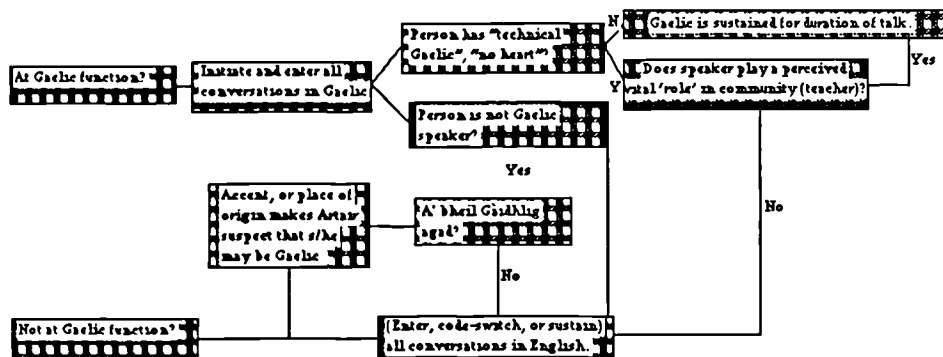 At Gaelic function?
Initiate and enter all
conversations in Gaelic
Person has "technical
Gaelic", "no heart"?
N
Gaelic is sustained for duration of talk.
Yes
Y
Does speaker play a perceived
vital 'role' in community (teacher)?
Person is not Gaelic
speaker?
Yes
No
Accent, or place of
origin makes Artair
suspect that s/he
may be Gaelic
A' bheil Gaidhlig
agad?
No
Not at Gaelic function?
(Enter, code-switch, or sustain)
all conversations in English.